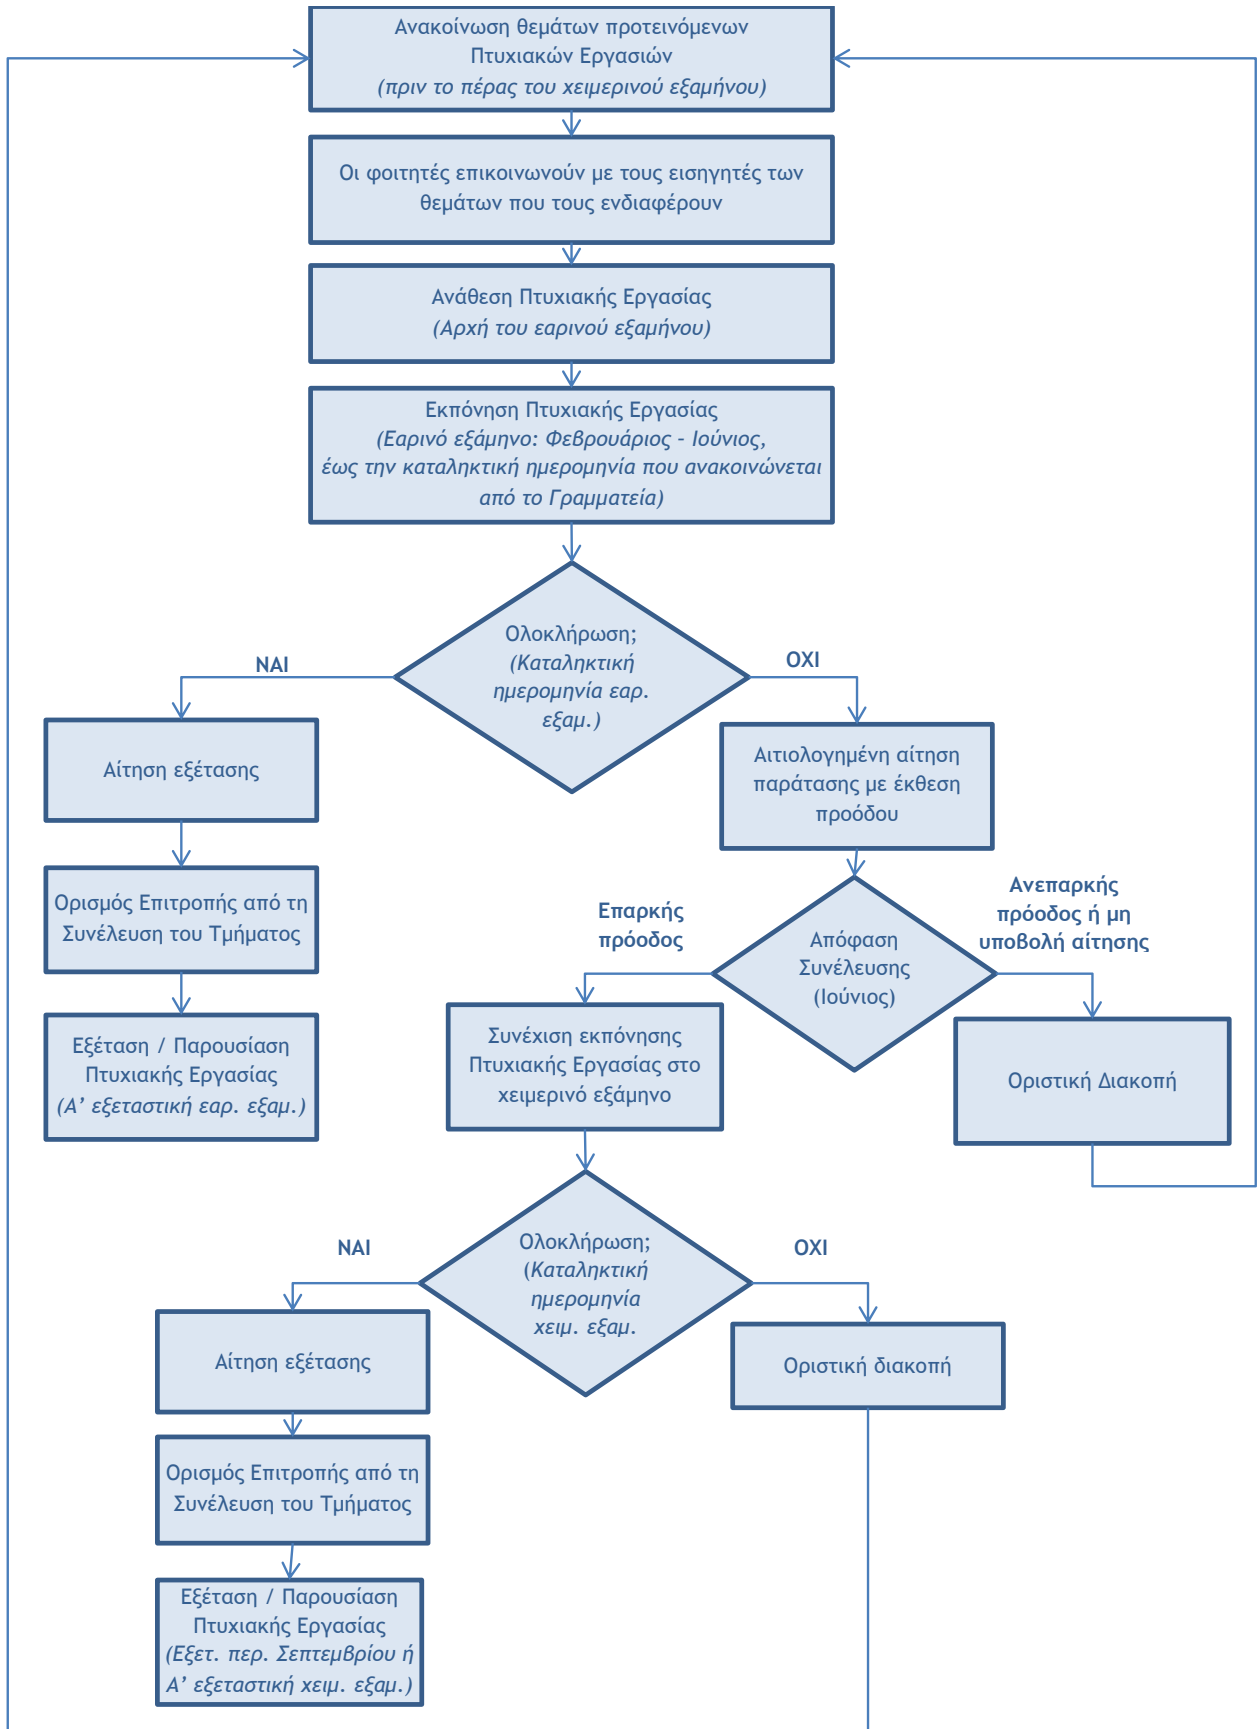 Ανακοίνωση θεμάτων προτεινόμενων
Πτυχιακών Εργασιών
(πριν το πέρας του χειμερινού εξαμήνου)
Οι φοιτητές επικοινωνούν με τους εισηγητές των
θεμάτων που τους ενδιαφέρουν
Ανάθεση Πτυχιακής Εργασίας
(Αρχή του εαρινού εξαμήνου)
Εκπόνηση Πτυχιακής Εργασίας
(Εαρινό εξάμηνο: Φεβρουάριος - Ιούνιος,
έως την καταληκτική ημερομηνία που ανακοινώνεται
από το Γραμματεία)
Ολοκλήρωση;
(Καταληκτική
ημερομηνία εαρ.
εξαμ.)
ΝΑΙ
ΟΧΙ
Αίτηση εξέτασης
Ορισμός Επιτροπής από τη
Συνέλευση του Τμήματος
Εξέταση / Παρουσίαση
Πτυχιακής Εργασίας
(Α’ εξεταστική εαρ. εξαμ.)
Αιτιολογημένη αίτηση
παράτασης με έκθεση
προόδου
Επαρκής
πρόοδος
Απόφαση
Συνέλευσης
(Ιούνιος)
Ανεπαρκής
πρόοδος ή μη
υποβολή αίτησης
Συνέχιση εκπόνησης
Πτυχιακής Εργασίας στο
χειμερινό εξάμηνο
Οριστική Διακοπή
ΝΑΙ
Ολοκλήρωση;
(Καταληκτική
ημερομηνία
χειμ. εξαμ.
ΟΧΙ
Αίτηση εξέτασης
Οριστική διακοπή
Ορισμός Επιτροπής από τη
Συνέλευση του Τμήματος
Εξέταση / Παρουσίαση
Πτυχιακής Εργασίας
(Εξετ. περ. Σεπτεμβρίου ή
Α’ εξεταστική χειμ. εξαμ.)